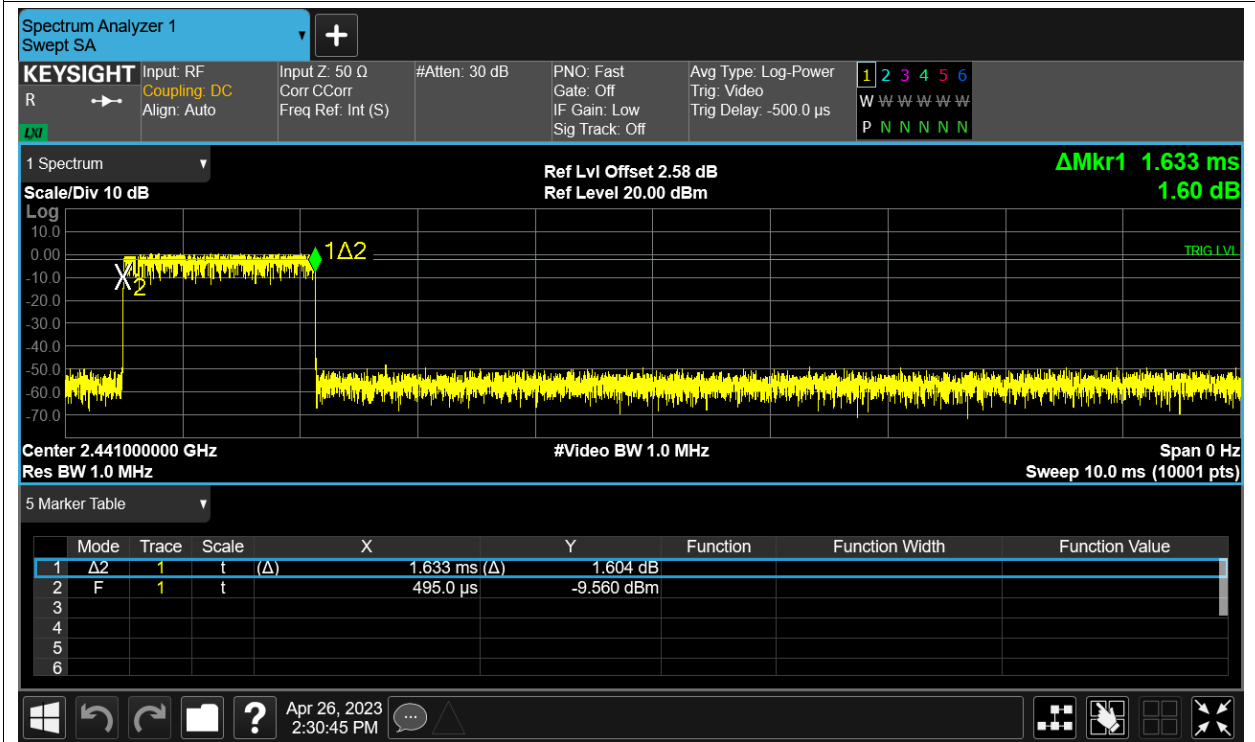 Spectrum Analyzer 1
Swept SA
KEYSIGHT
R
LXI
Input: RF
Coupling: DC
Align: Auto
Input Z: 50 Ω
Corr CCorr
Freq Ref: Int (S)
#Atten: 30 dB
PNO: Fast
Gate: Off
IF Gain: Low
Sig Track: Off
Avg Type: Log-Power
Trig: Video
Trig Delay: -500.0 µs
1 2 3 4 5 6
W W W W W W
P N N N N N
1 Spectrum
Scale/Div 10 dB
Ref Lvl Offset 2.58 dB
Ref Level 20.00 dBm
ΔMkr1 1.633 ms
1.60 dB
Log
10.0
0.00
-10.0
-20.0
-30.0
-40.0
-50.0
-60.0
-70.0
1Δ2
X2
TRIG LVL
Center 2.441000000 GHz
#Video BW 1.0 MHz
Span 0 Hz
Res BW 1.0 MHz
Sweep 10.0 ms (10001 pts)
5 Marker Table
Mode Trace Scale X Y Function Function Width Function Value
1 Δ2 1 t (Δ) 1.633 ms (Δ) 1.604 dB
2 F 1 t 495.0 µs -9.560 dBm
3
4
5
6
?
Apr 26, 2023
2:30:45 PM